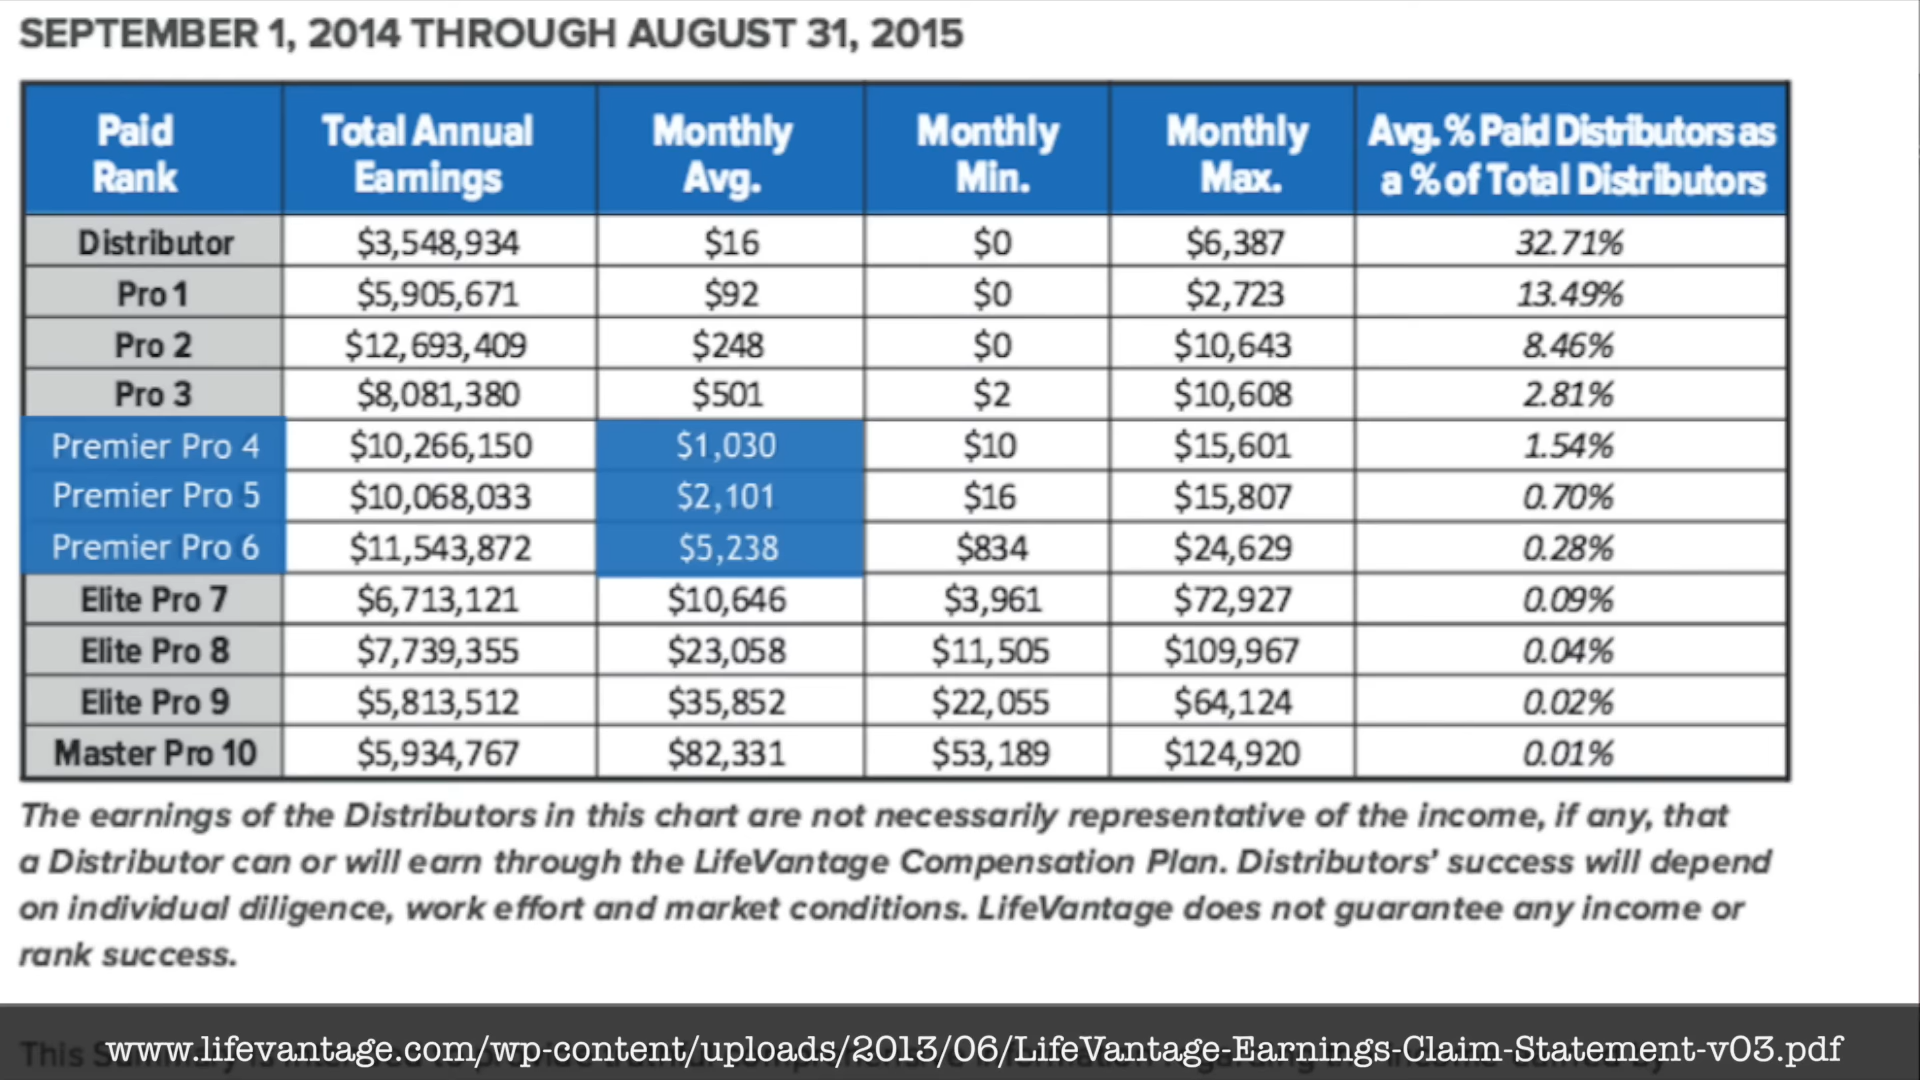 SEPTEMBER 1, 2014 THROUGH AUGUST 31, 2015
Paid Rank Total Annual Earnings Monthly Avg. Monthly Min. Monthly Max. Avg. % Paid Distributors as a % of Total Distributors
Distributor $3,548,934 $16 $0 $6,387 32.71%
Pro 1 $5,905,671 $92 $0 $2,723 13.49%
Pro 2 $12,693,409 $248 $0 $10,643 8.46%
Pro 3 $8,081,380 $501 $2 $10,608 2.81%
Premier Pro 4 $10,266,150 $1,030 $10 $15,601 1.54%
Premier Pro 5 $10,068,033 $2,101 $16 $15,807 0.70%
Premier Pro 6 $11,543,872 $5,238 $834 $24,629 0.28%
Elite Pro 7 $6,713,121 $10,646 $3,961 $72,927 0.09%
Elite Pro 8 $7,739,355 $23,058 $11,505 $109,967 0.04%
Elite Pro 9 $5,813,512 $35,852 $22,055 $64,124 0.02%
Master Pro 10 $5,934,767 $82,331 $53,189 $124,920 0.01%
The earnings of the Distributors in this chart are not necessarily representative of the income, if any, that
a Distributor can or will earn through the LifeVantage Compensation Plan. Distributors' success will depend
on individual diligence, work effort and market conditions. LifeVantage does not guarantee any income or
rank success.
www.lifevantage.com/wp-content/uploads/2013/06/LifeVantage-Earnings-Claim-Statement-v03.pdf